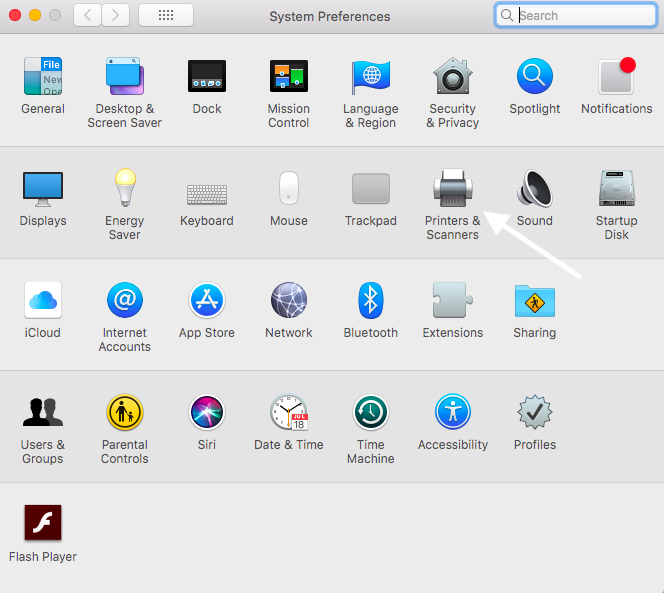 System Preferences
Search
File
New
Ope
General
Desktop &
Screen Saver
Dock
Mission
Control
Language
& Region
Security
& Privacy
Spotlight
Notifications
Displays
Energy
Saver
Keyboard
Mouse
Trackpad
Printers &
Scanners
Sound
Startup
Disk
iCloud
@
Internet
Accounts
App Store
Network
Bluetooth
Extensions
Sharing
Users &
Groups
Parental
Controls
Siri
JUL
18
Date & Time
Time
Machine
Accessibility
Profiles
Flash Player